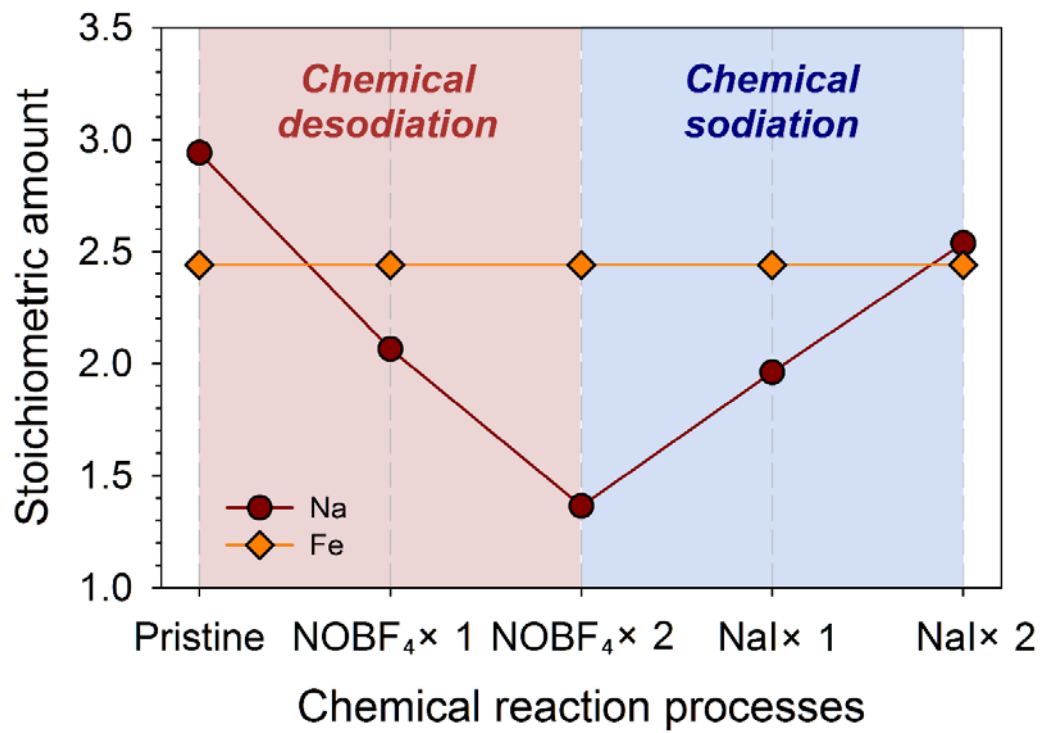 3.5
3.0
2.5
2.0
1.5
1.0
Stoichiometric amount
Chemical
desodiation
Chemical
sodiation
Na
Fe
Pristine
NOBF₄× 1
NOBF₄× 2
NaI× 1
NaI× 2
Chemical reaction processes